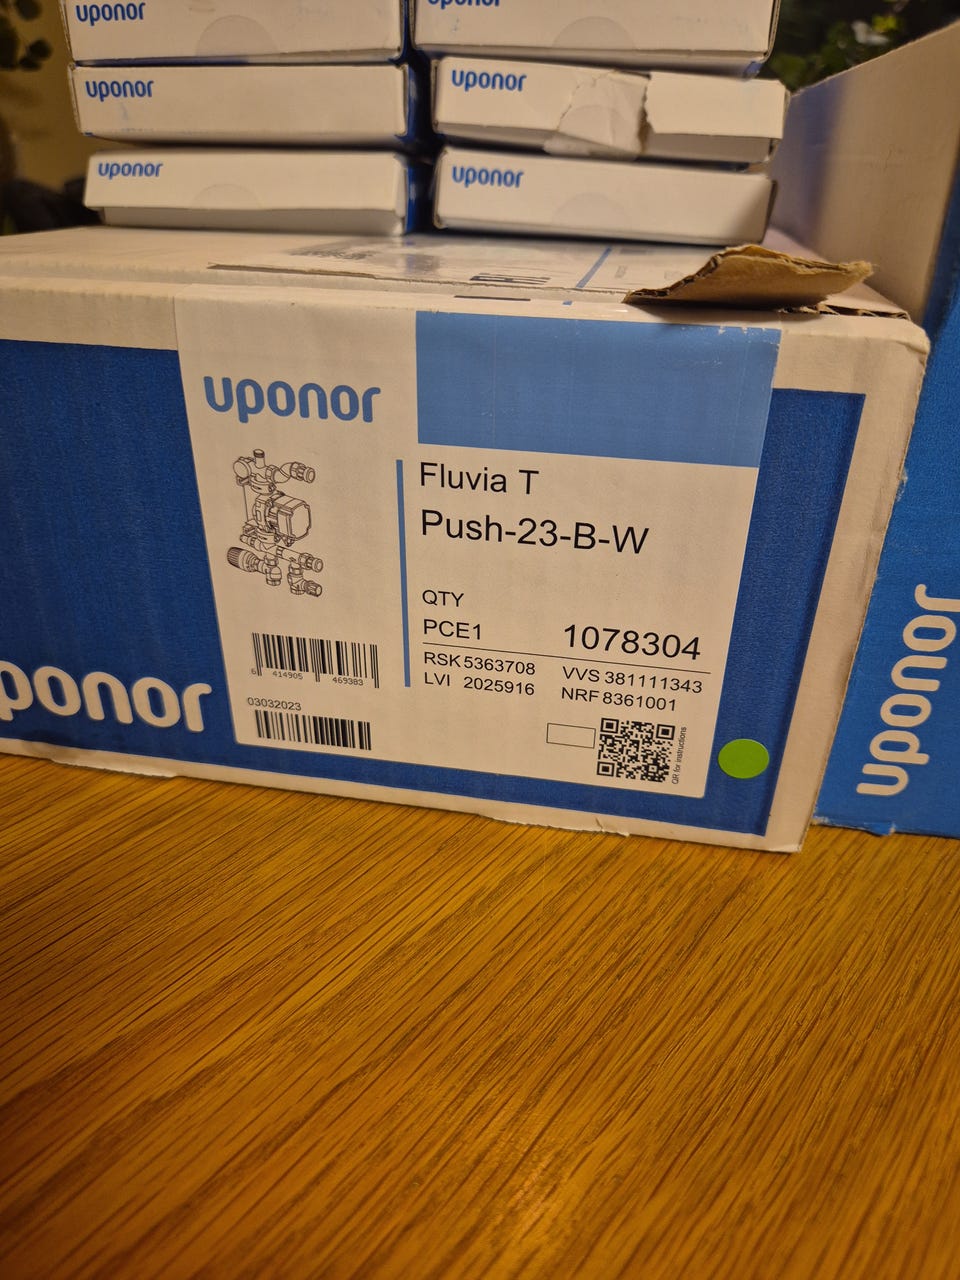 uponor
uponor
uponor
uponor
uponor
uponor
uponor
Fluvia T
Push-23-B-W
QTY
PCE1
1078304
RSK 5363708
VVS 381111343
LVI 2025916
NRF 8361001
6 414905 469383
03032023
QR for instructions
ponor
uponor